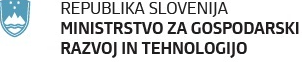 REPUBLIKA SLOVENIJA
MINISTRSTVO ZA GOSPODARSKI
RAZVOJ IN TEHNOLOGIJO